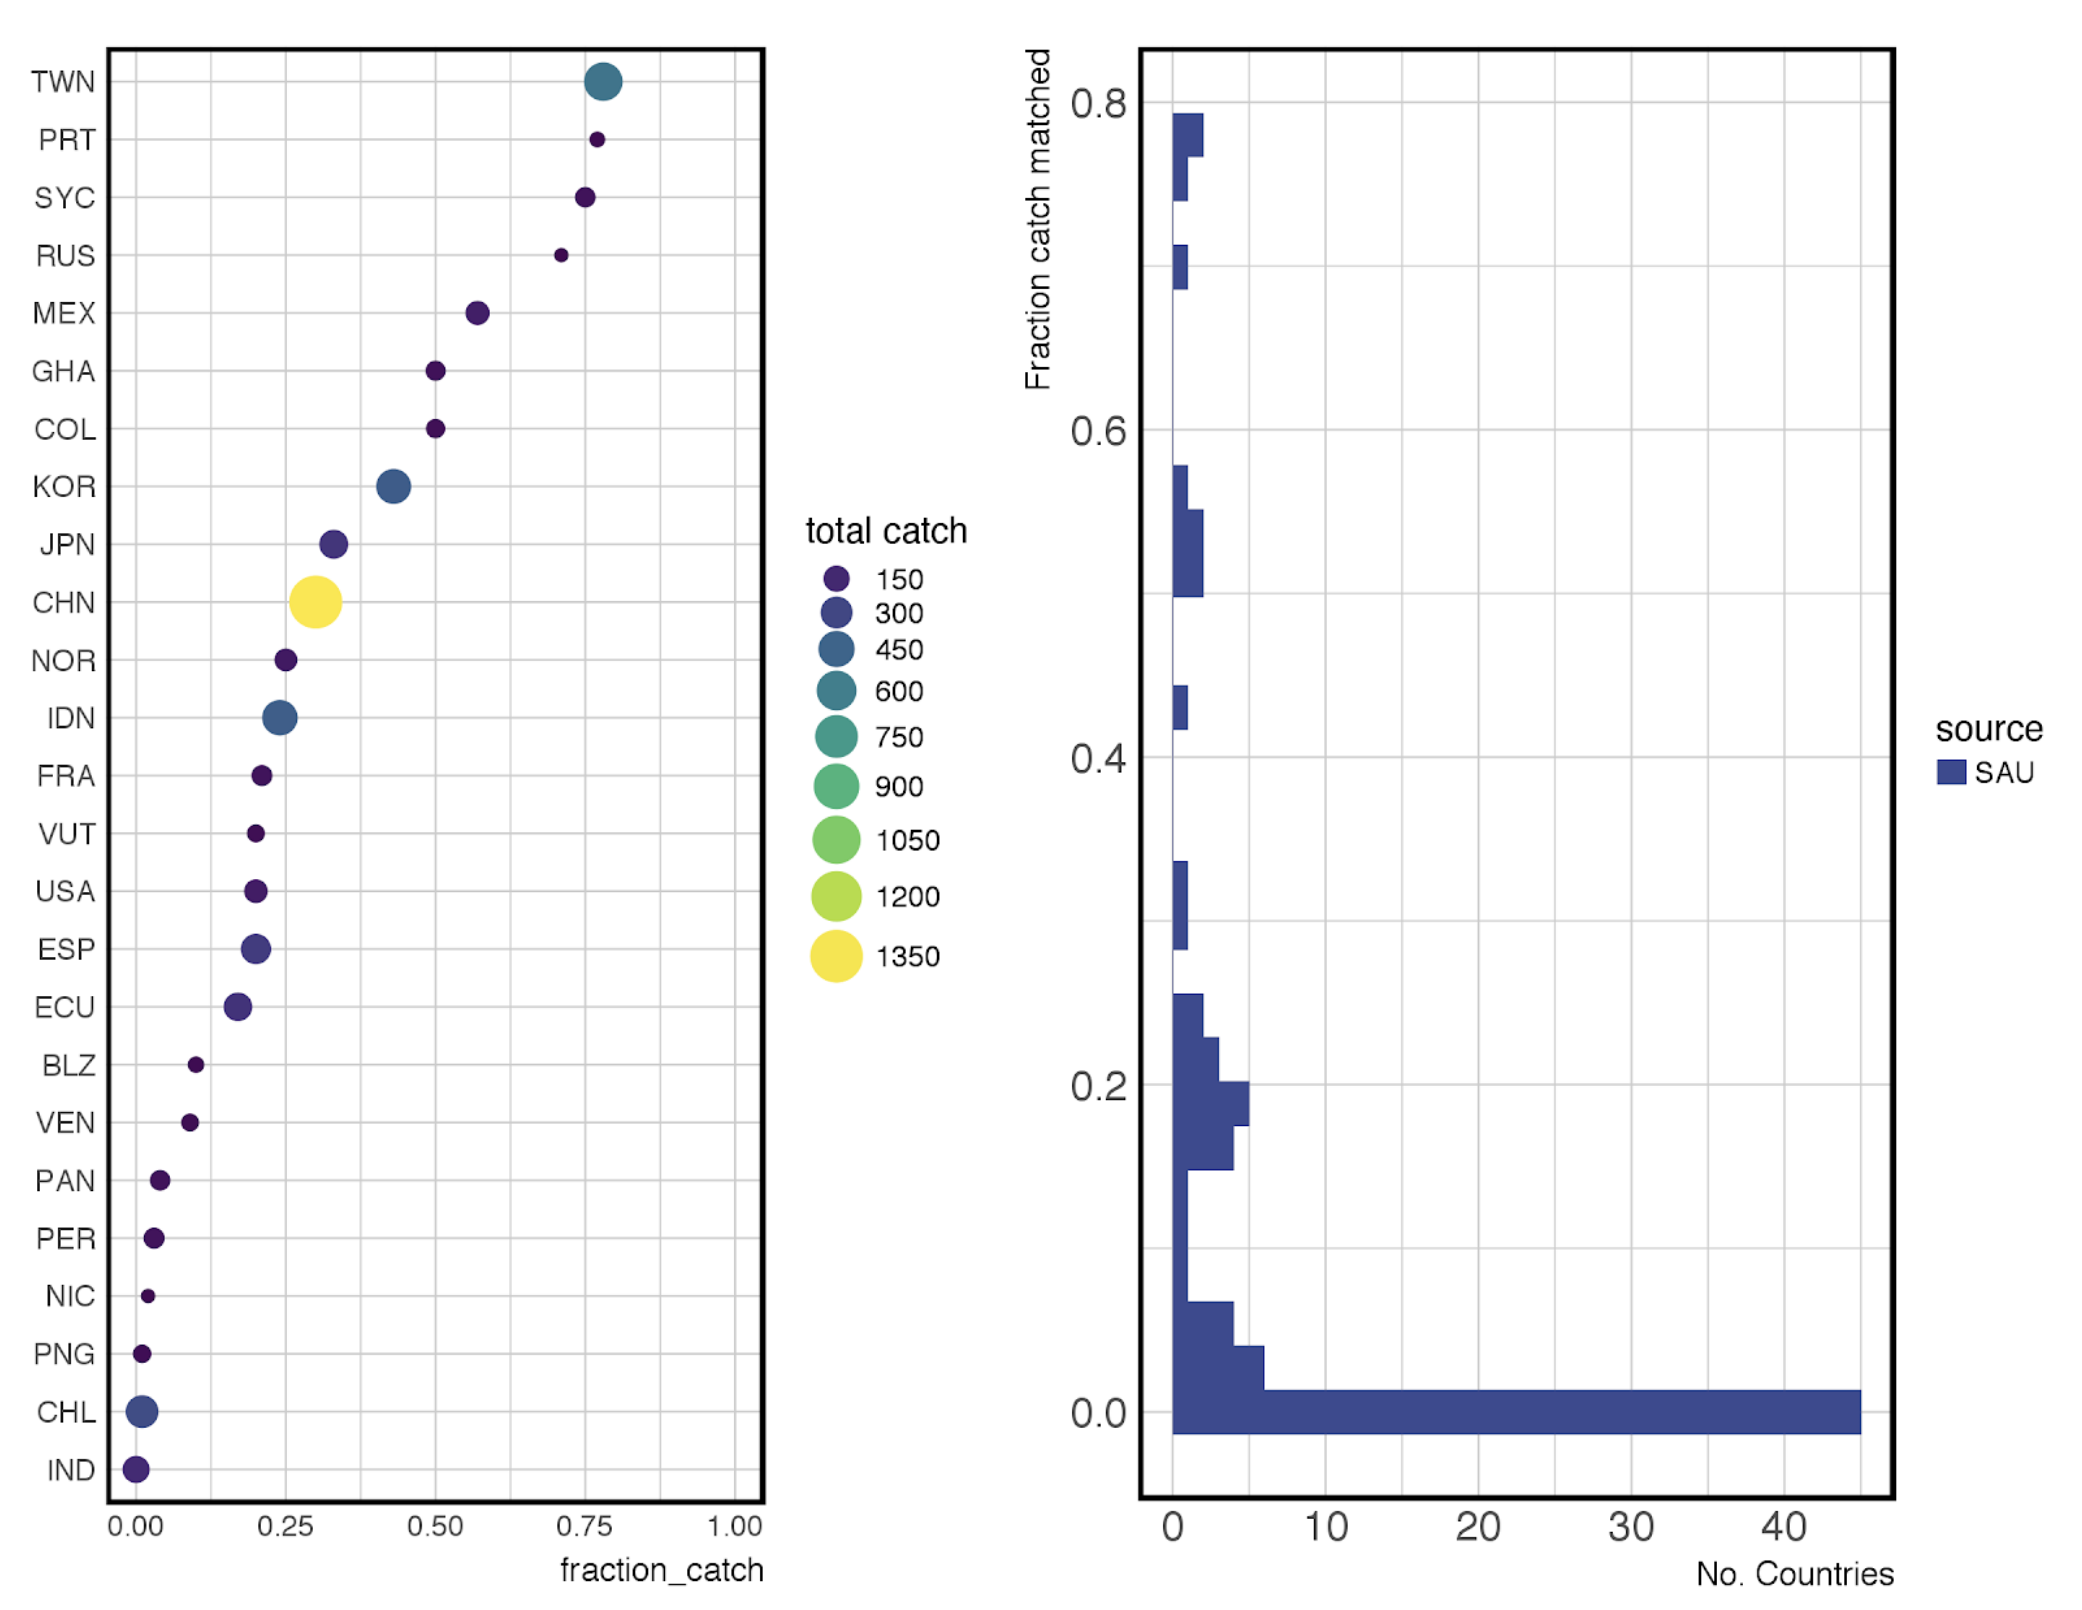 TWN
PRT
SYC
RUS
MEX
GHA
COL
KOR
JPN
CHN
NOR
IDN
FRA
VUT
USA
ESP
ECU
BLZ
VEN
PAN
PER
NIC
PNG
CHL
IND
0.00 0.25 0.50 0.75 1.00
fraction_catch
total catch
150
300
450
600
750
900
1050
1200
1350
Fraction catch matched
0.8
0.6
0.4
0.2
0.0
0 10 20 30 40
No. Countries
source
SAU